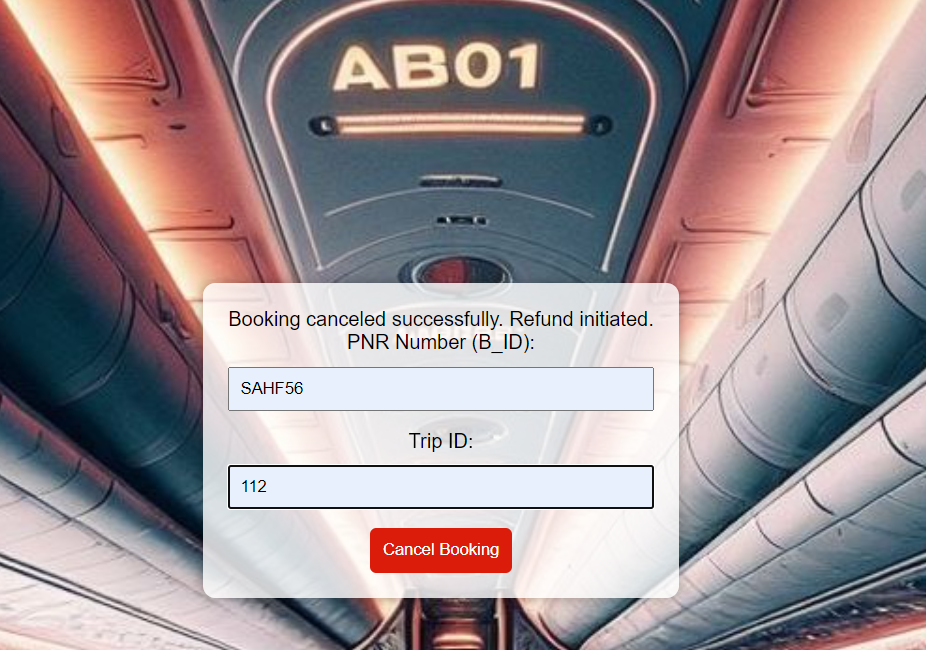 AB01
Booking canceled successfully. Refund initiated.
PNR Number (B_ID):
SAHF56
Trip ID:
112
Cancel Booking